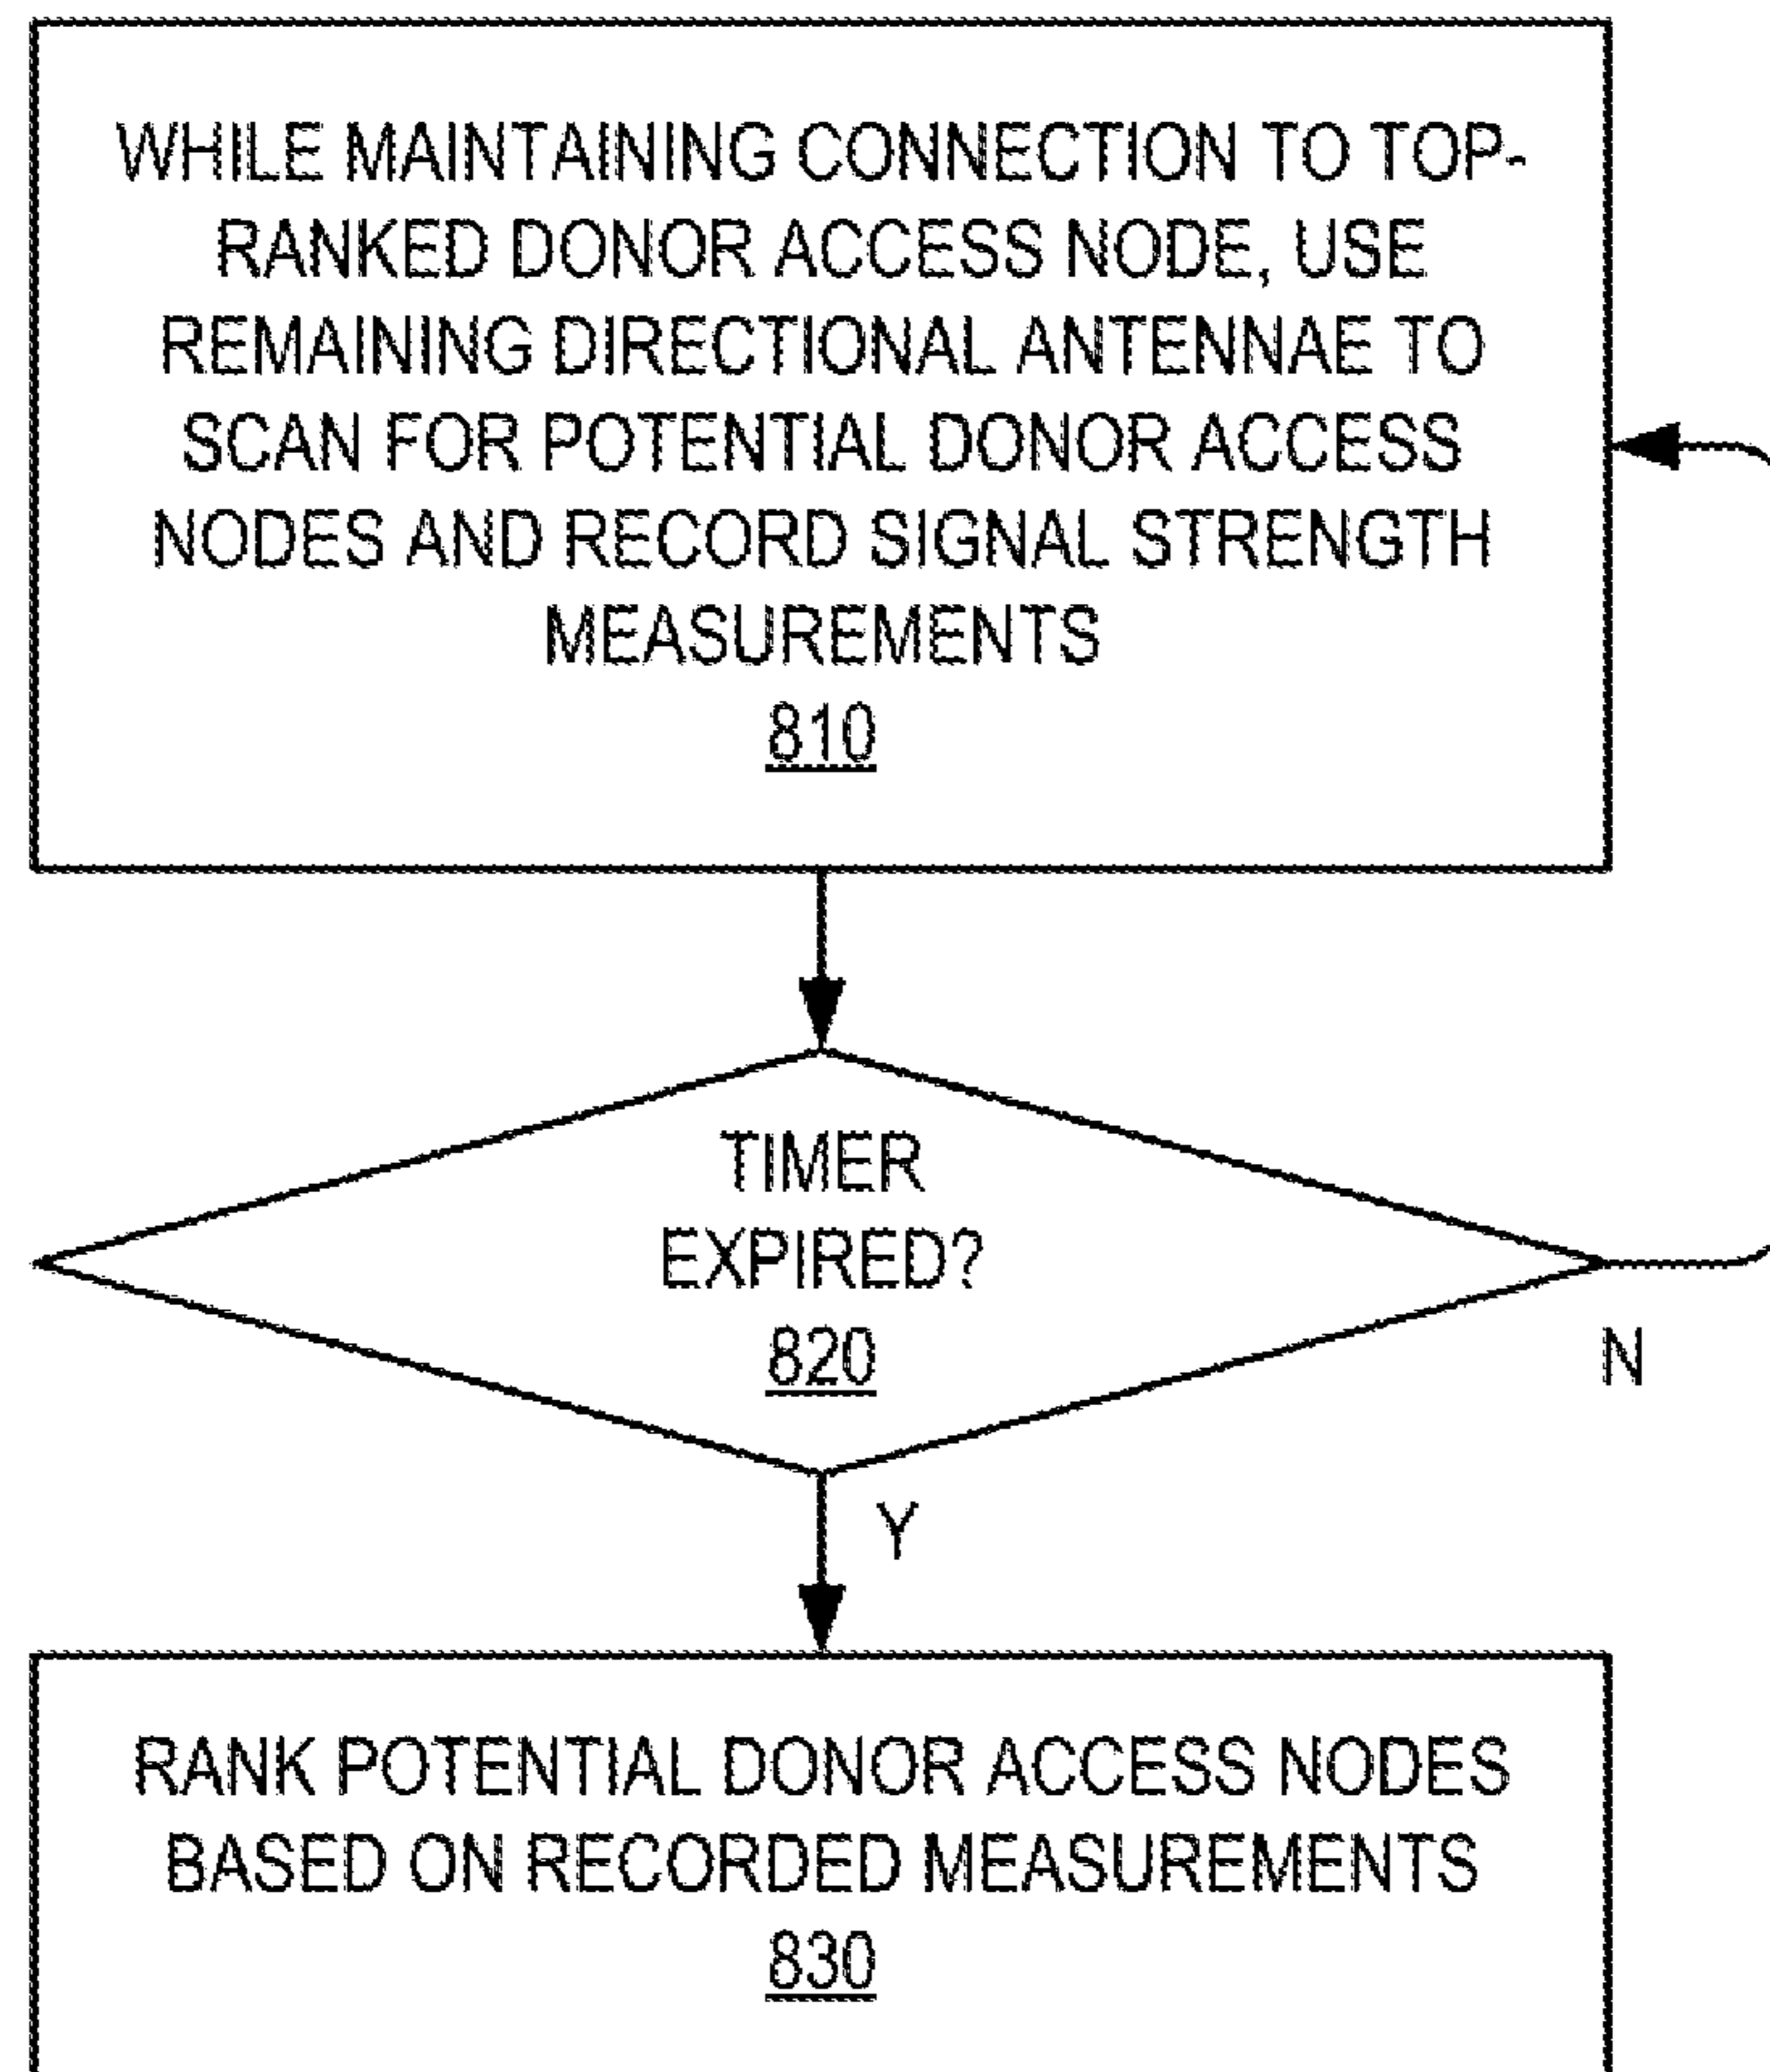 WHILE MAINTAINING CONNECTION TO TOP-
RANKED DONOR ACCESS NODE, USE
REMAINING DIRECTIONAL ANTENNAE TO
SCAN FOR POTENTIAL DONOR ACCESS
NODES AND RECORD SIGNAL STRENGTH
MEASUREMENTS
810
TIMER
EXPIRED?
820
N
Y
RANK POTENTIAL DONOR ACCESS NODES
BASED ON RECORDED MEASUREMENTS
830